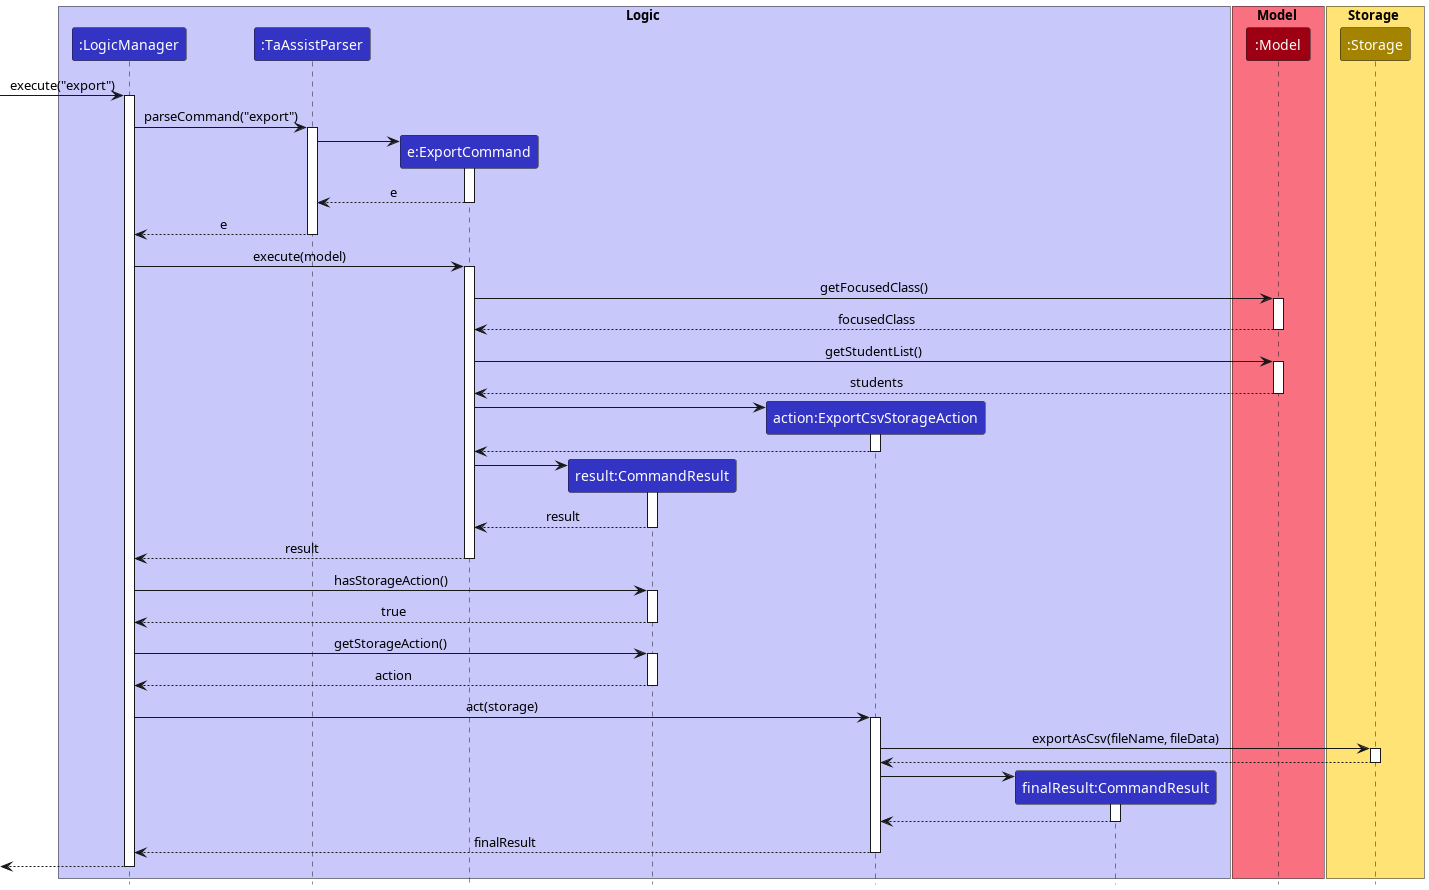 Logic
Model
Storage
:LogicManager
:TaAssistParser
:Model
:Storage
execute("export")
parseCommand("export")
e:ExportCommand
e
e
execute(model)
getFocusedClass()
focusedClass
getStudentList()
students
action:ExportCsvStorageAction
result:CommandResult
result
result
hasStorageAction()
true
getStorageAction()
action
act(storage)
exportAsCsv(fileName, fileData)
finalResult:CommandResult
finalResult